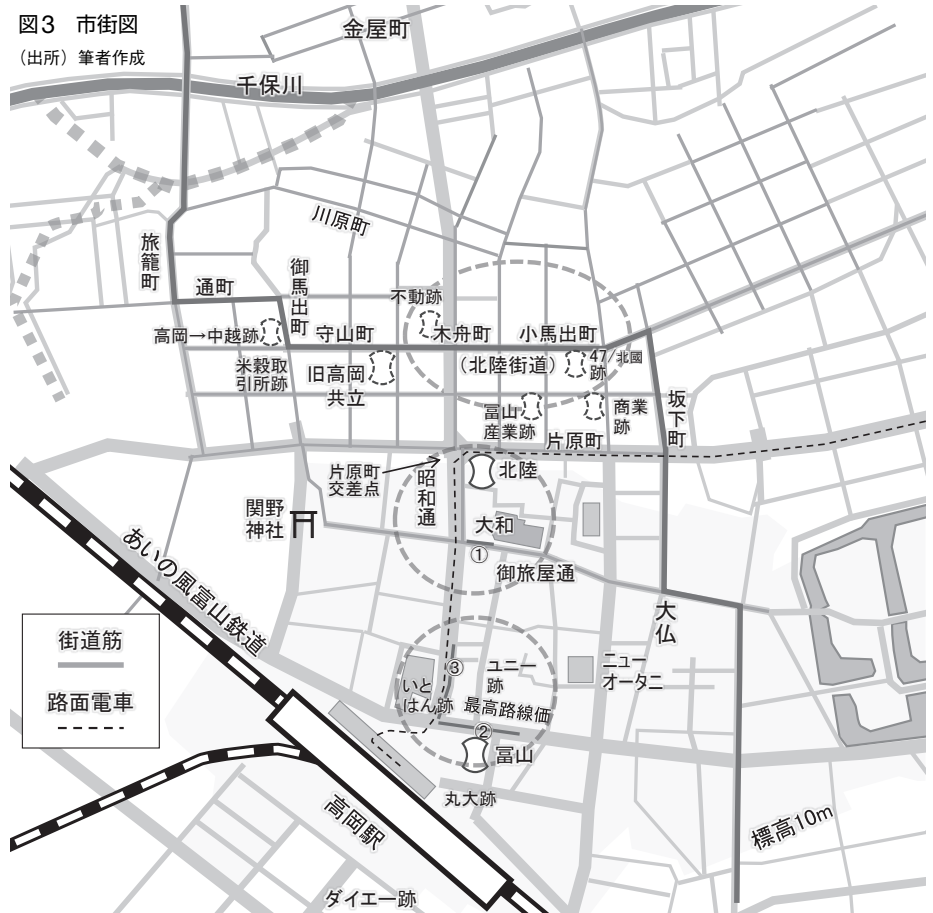 図3　市街図
（出所）筆者作成
金屋町
千保川
川原町
旅籠町
通町
御馬出町
不動跡
高岡→中越跡
守山町
木舟町
小馬出町
米穀取
引所跡
旧高岡
共立
（北陸街道）
47/北國
跡
富山
産業跡
商業
跡
坂下町
片原町
片原町
交差点
昭和通
北陸
関野
神社
大和
①
御旅屋通
あいの風富山鉄道
大仏
街道筋
路面電車
③
いと
はん跡
ユニー
跡
ニュー
オータニ
最高路線価
②
富山
丸大跡
高岡駅
標高10m
ダイエー跡